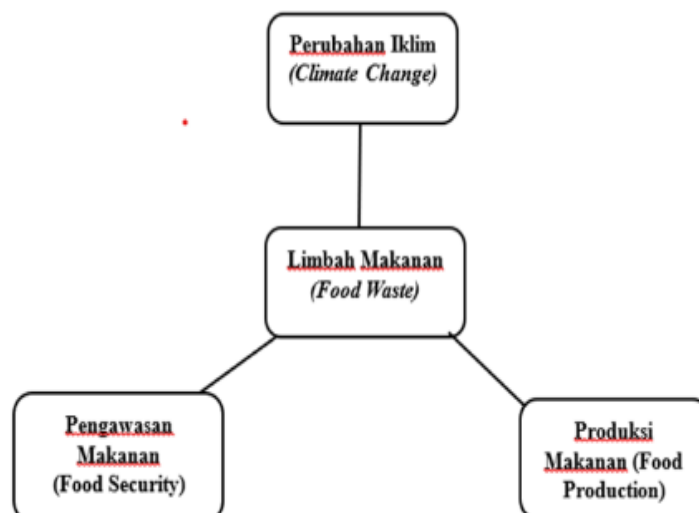 Perubahan Iklim
(Climate Change)
Limbah Makanan
(Food Waste)
Pengawasan
Makanan
(Food Security)
Produksi
Makanan (Food
Production)